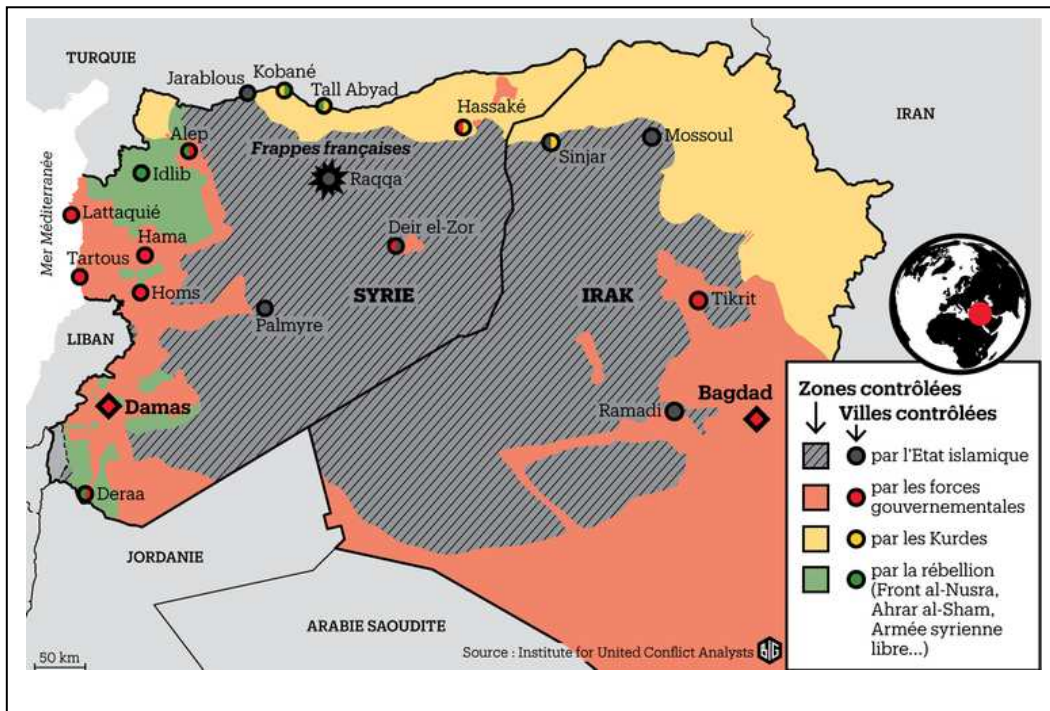 TURQUIE
Jarablous
Kobané
Tall Abyad
Hassaké
Alep
Frappes françaises
Raqqa
Idlib
Sinjar
Mossoul
IRAN
Mer Méditerranée
Lattaquié
Hama
Tartous
Homs
Deir el-Zor
SYRIE
IRAK
Palmyre
Tikrit
LIBAN
Damas
Ramadi
Bagdad
Deraa
JORDANIE
ARABIE SAOUDITE
50 km
Source : Institute for United Conflict Analysts
BIG
Zones contrôlées
Villes contrôlées
par l'Etat islamique
par les forces
gouvernementales
par les Kurdes
par la rébellion
(Front al-Nusra,
Ahrar al-Sham,
Armée syrienne
libre...)